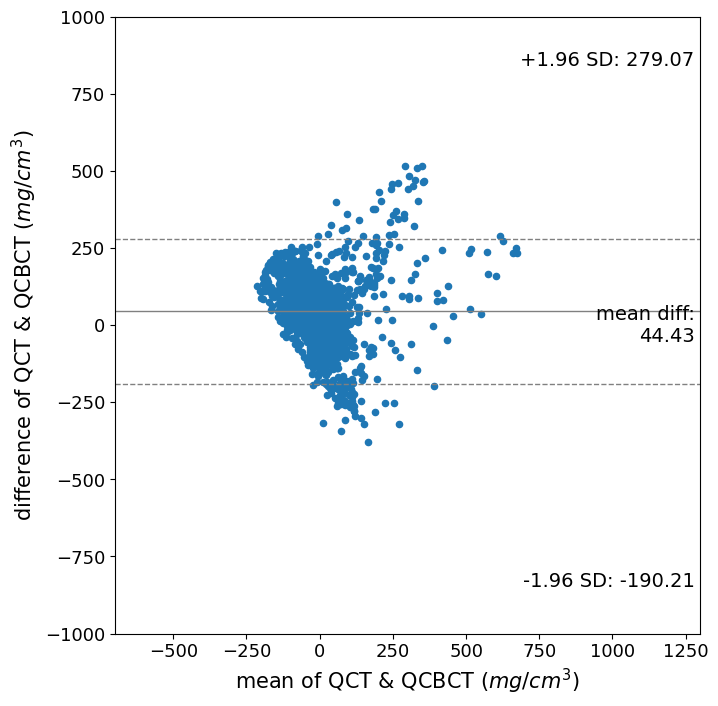 1000
750
500
250
0
−250
−500
−750
−1000
difference of QCT & QCBCT (mg/cm³)
+1.96 SD: 279.07
mean diff:
44.43
-1.96 SD: -190.21
−500 −250 0 250 500 750 1000 1250
mean of QCT & QCBCT (mg/cm³)